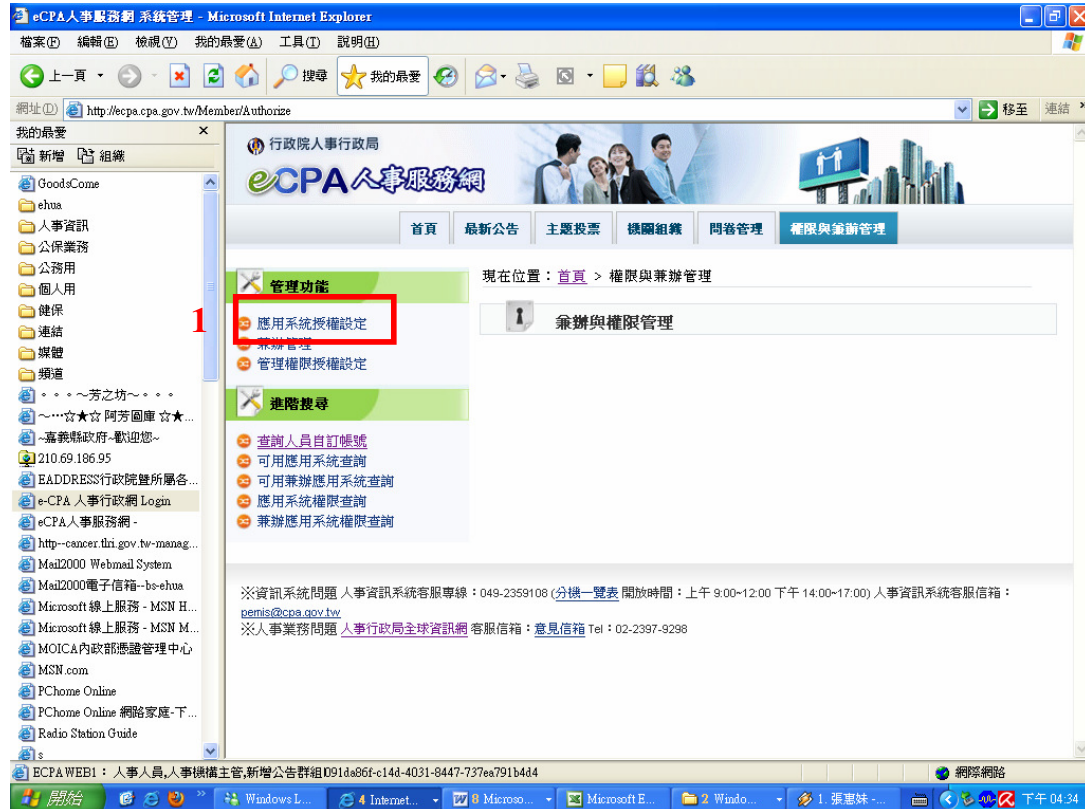 eCPA人事服務網 系統管理 - Microsoft Internet Explorer
檔案(F) 編輯(E) 檢視(V) 我的最愛(A) 工具(T) 說明(H)
上一頁 搜尋 我的最愛
網址(D) http://ecpa.cpa.gov.tw/Member/Authorize 移至 連結 »
我的最愛 ×
新增 組織
GoodsCome
ehua
人事資訊
公保業務
公務用
個人用
健保
連結
媒體
頻道
。。。～芳之坊～。。。
～…☆★☆ 阿芳圖庫 ☆★...
~嘉義縣政府~歡迎您~
210.69.186.95
EADDRESS行政院暨所屬各...
e-CPA 人事行政網 Login
eCPA人事服務網 -
http--cancer.tlri.gov.tw-manag...
Mail2000 Webmail System
Mail2000電子信箱--bs-ehua
Microsoft 線上服務 - MSN H...
Microsoft 線上服務 - MSN M...
MOICA內政部憑證管理中心
MSN.com
PChome Online
PChome Online 網路家庭-下...
Radio Station Guide
s
行政院人事行政局
eCPA人事服務網
首頁 最新公告 主題投票 機關組織 問卷管理 權限與兼辦管理
管理功能
1
應用系統授權設定
兼辦管理
管理權限授權設定
進階搜尋
查詢人員自訂帳號
可用應用系統查詢
可用兼辦應用系統查詢
應用系統權限查詢
兼辦應用系統權限查詢
現在位置：首頁 > 權限與兼辦管理
兼辦與權限管理
※資訊系統問題 人事資訊系統客服專線：049-2359108 (分機一覽表 開放時間：上午 9:00~12:00 下午 14:00~17:00) 人事資訊系統客服信箱：
pemis@cpa.gov.tw
※人事業務問題 人事行政局全球資訊網 客服信箱：意見信箱 Tel：02-2397-9298
ECPAWEB1： 人事人員,人事機構主管,新增公告群組091da86f-c14d-4031-8447-737ea791b4d4 網際網路
開始 » Windows L... 4 Internet... 8 Microso... Microsoft E... 2 Windo... 1. 張惠妹 -... 下午 04:34